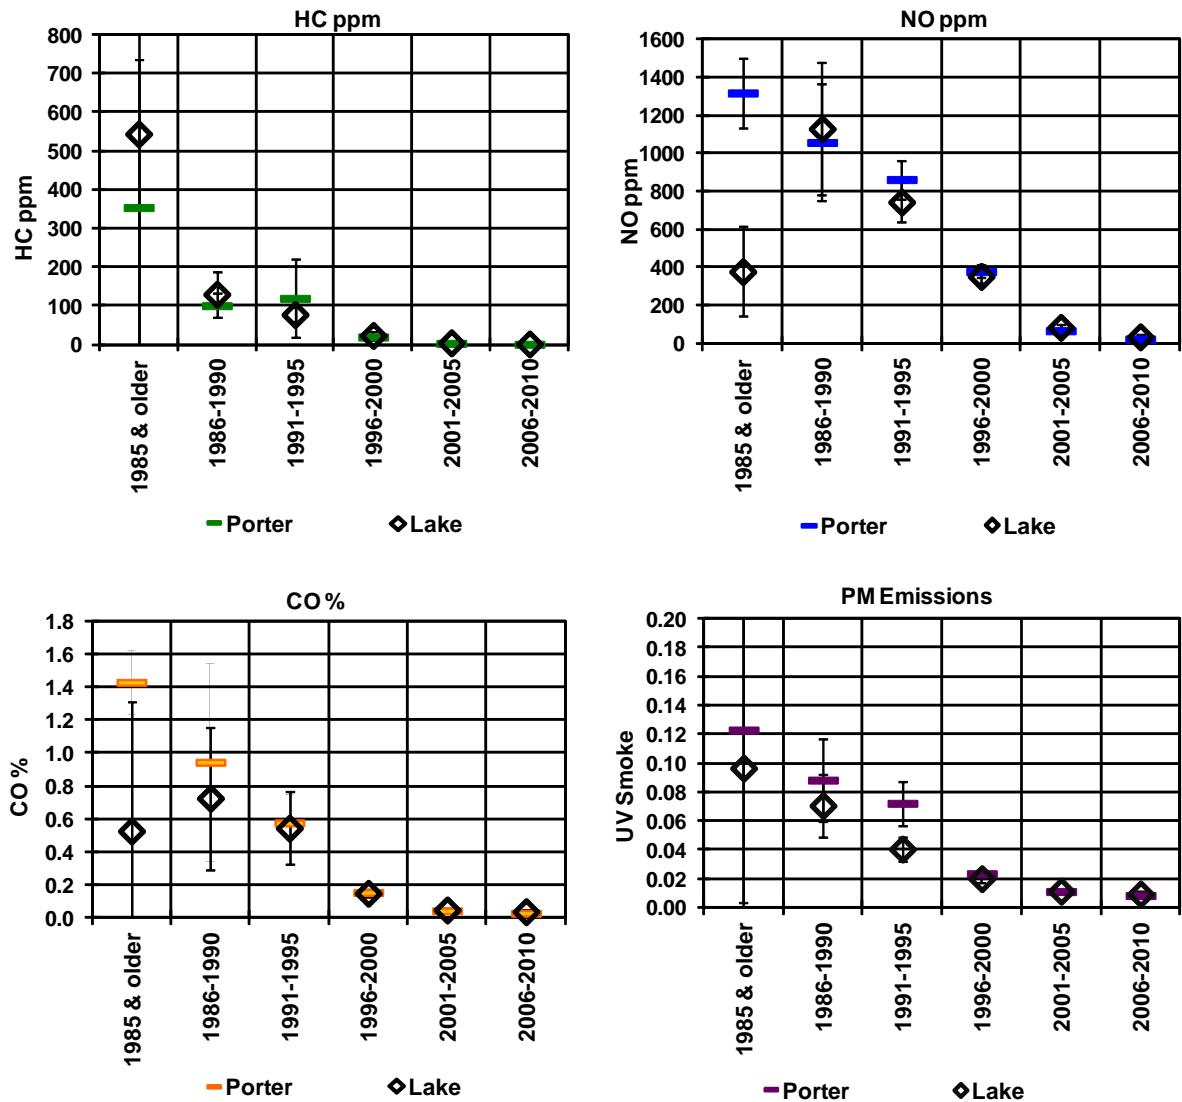 HC ppm
800
700
600
500
400
300
200
100
0
HC ppm
1985 & older
1986-1990
1991-1995
1996-2000
2001-2005
2006-2010
Porter
Lake
NO ppm
1600
1400
1200
1000
800
600
400
200
0
NO ppm
1985 & older
1986-1990
1991-1995
1996-2000
2001-2005
2006-2010
Porter
Lake
CO %
1.8
1.6
1.4
1.2
1.0
0.8
0.6
0.4
0.2
0.0
CO %
1985 & older
1986-1990
1991-1995
1996-2000
2001-2005
2006-2010
Porter
Lake
PM Emissions
0.20
0.18
0.16
0.14
0.12
0.10
0.08
0.06
0.04
0.02
0.00
UV Smoke
1985 & older
1986-1990
1991-1995
1996-2000
2001-2005
2006-2010
Porter
Lake